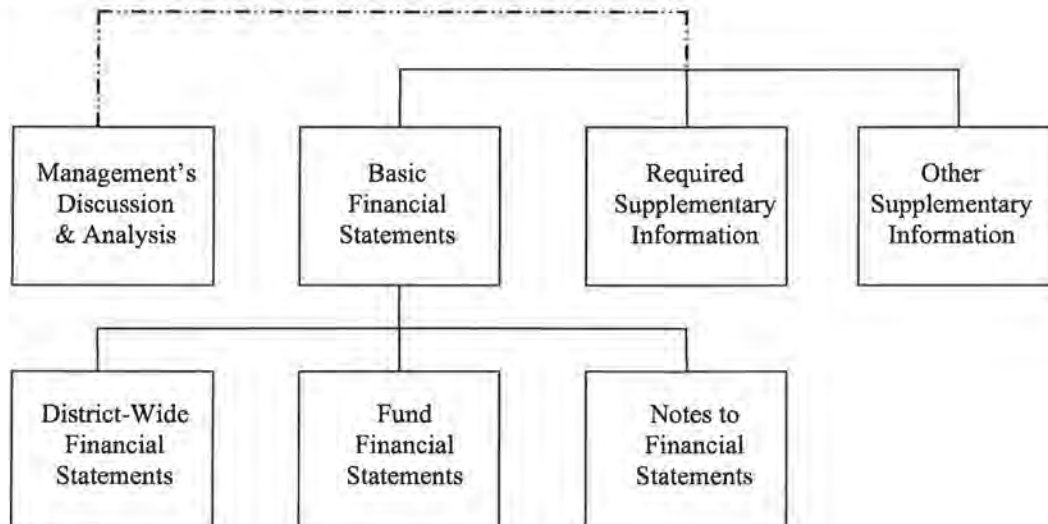 Management's
Discussion
& Analysis
Basic
Financial
Statements
Required
Supplementary
Information
Other
Supplementary
Information
District-Wide
Financial
Statements
Fund
Financial
Statements
Notes to
Financial
Statements